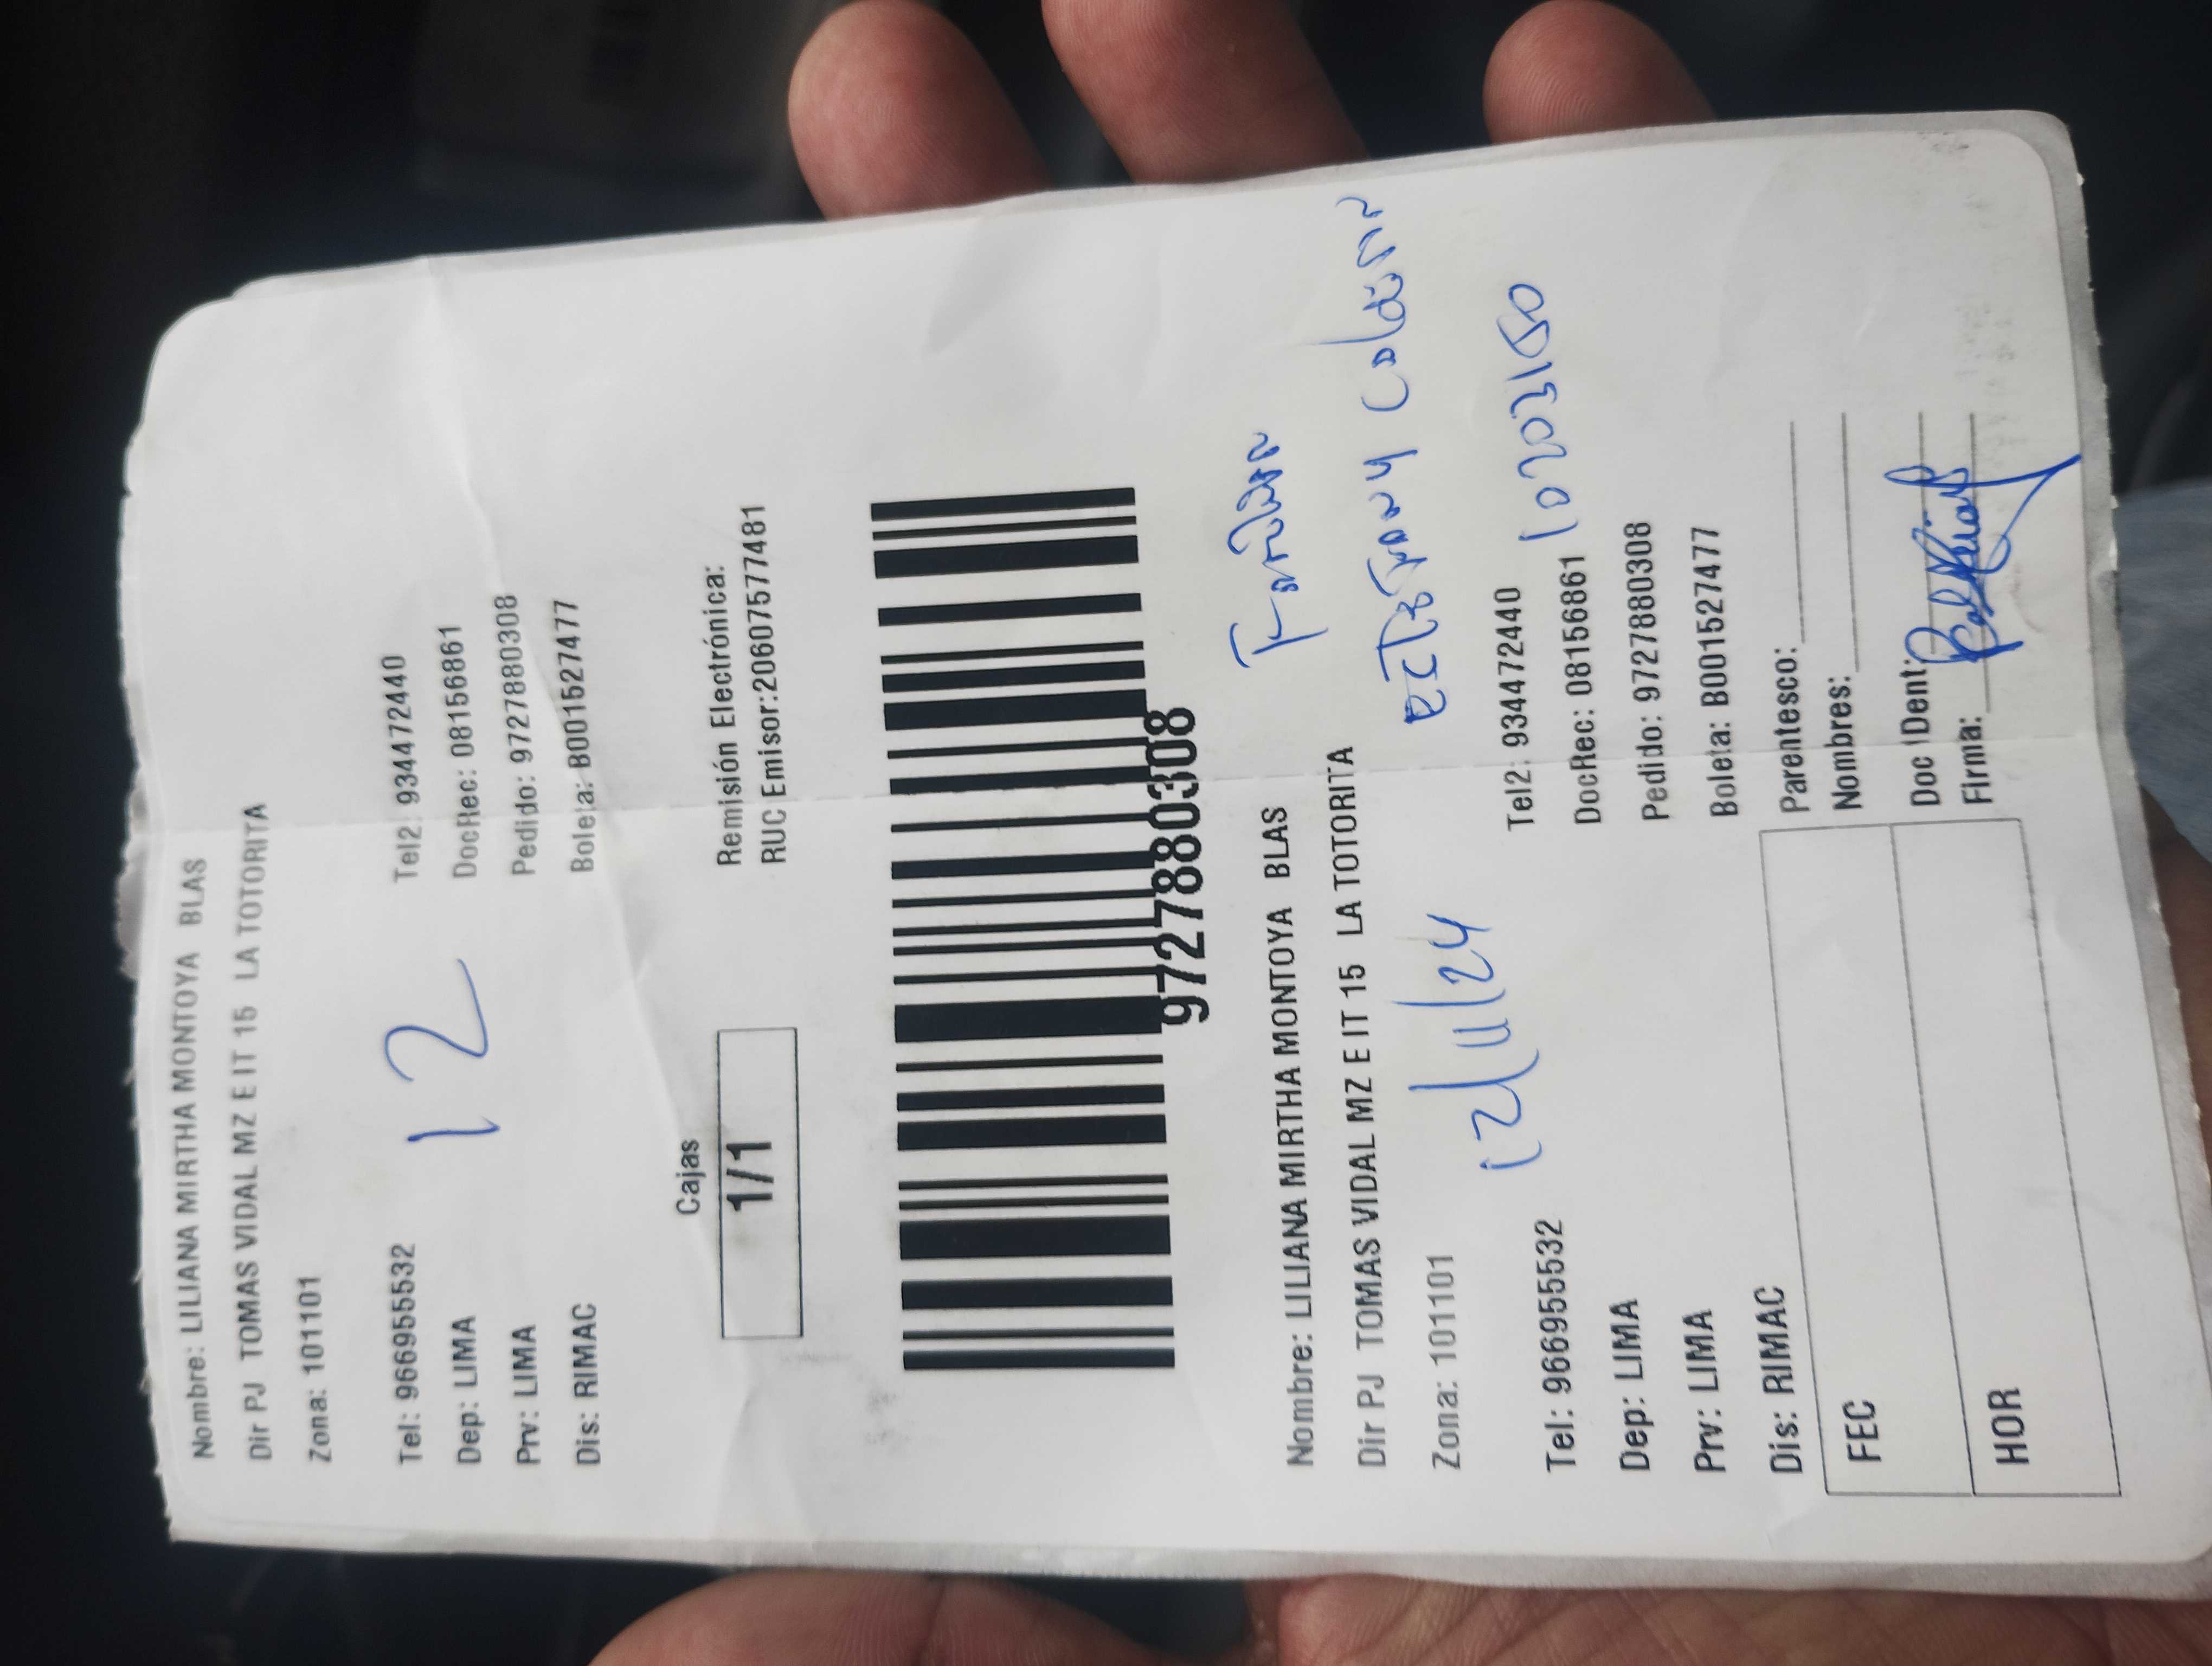 Nombre: LILIANA MIRTHA MONTOYA BLAS
Dir PJ TOMAS VIDAL MZ E IT 15 LA TOTORITA
Zona: 101101
12
Tel: 966955532 Tel2: 934472440
Dep: LIMA DocRec: 08156861
Prv: LIMA Pedido: 9727880308
Dis: RIMAC Boleta: B001527477
Cajas
1/1
Remisión Electrónica:
RUC Emisor:20607577481
9727880308
Nombre: LILIANA MIRTHA MONTOYA BLAS
Dir PJ TOMAS VIDAL MZ E IT 15 LA TOTORITA
Zona: 101101
12/11/24
Tel: 966955532 Tel2: 934472440
Dep: LIMA DocRec: 08156861
Prv: LIMA Pedido: 9727880308
Dis: RIMAC Boleta: B001527477
FEC
HOR
Parentesco:
Nombres:
Doc Ident:
Firma: